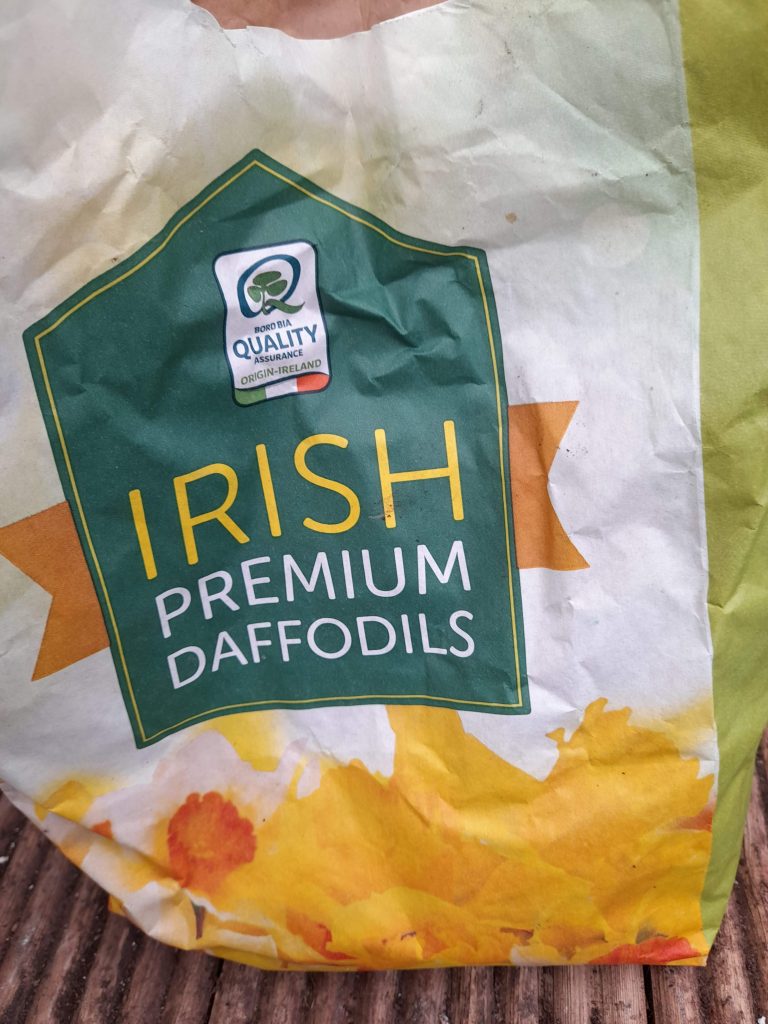 BORD BIA
QUALITY
ASSURANCE
ORIGIN-IRELAND
IRISH
PREMIUM
DAFFODILS